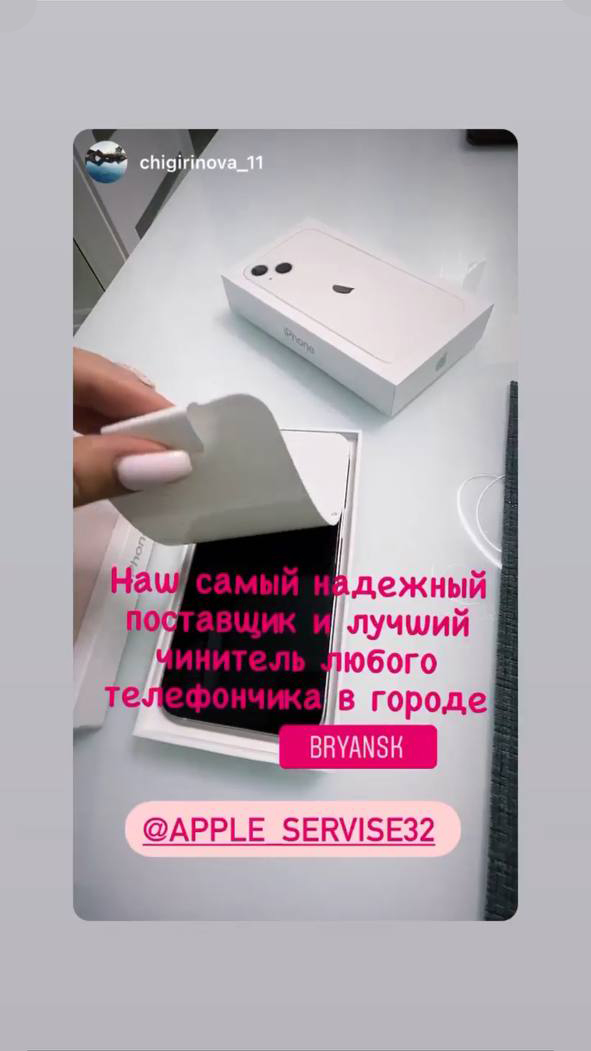 chigirinova_11
iPhone
Наш самый надежный
поставщик и лучший
чинитель любого
телефончика в городе
BRYANSK
@APPLE_SERVISE32